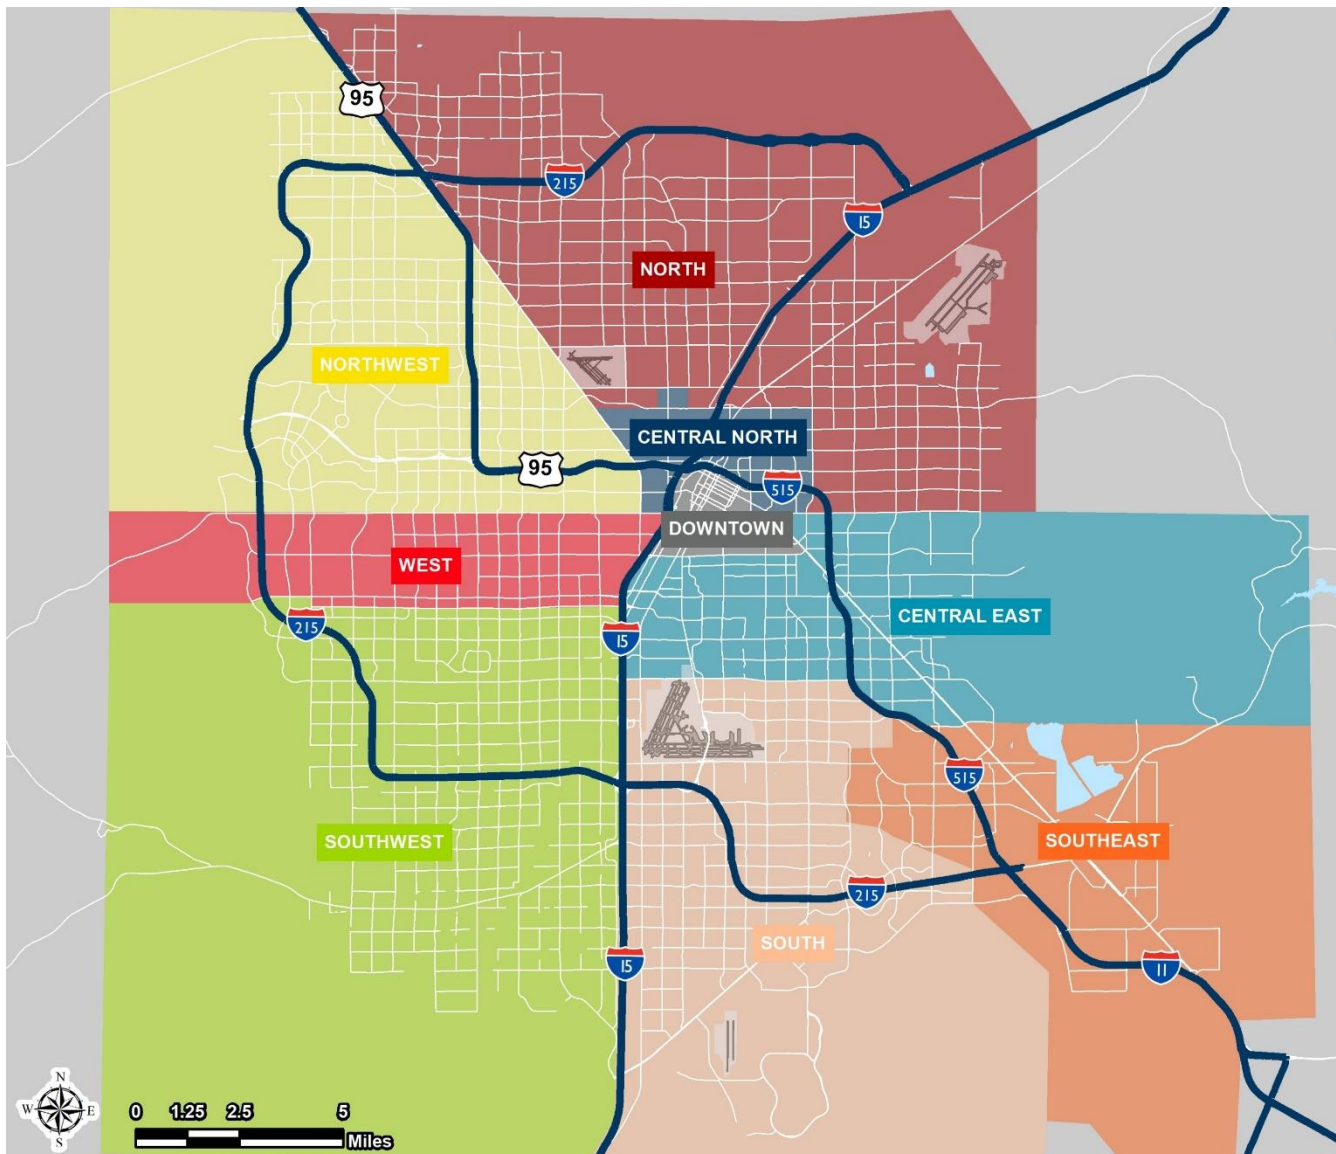 95
215
15
NORTH
NORTHWEST
CENTRAL NORTH
95
515
DOWNTOWN
WEST
CENTRAL EAST
215
15
515
SOUTHWEST
SOUTHEAST
215
SOUTH
15
11
N
W E
S
0 1.25 2.5 5
Miles